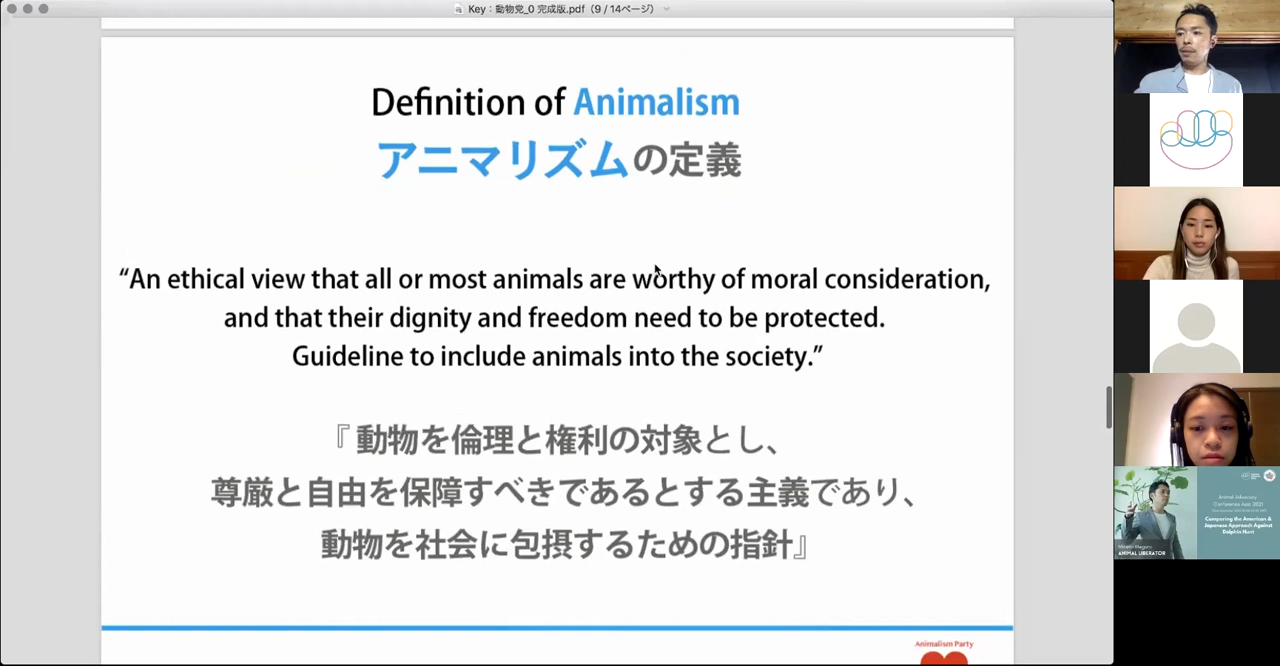 Key：動物党_0 完成版.pdf（9 / 14ページ）
Definition of Animalism
アニマリズムの定義
“An ethical view that all or most animals are worthy of moral consideration,
and that their dignity and freedom need to be protected.
Guideline to include animals into the society.”
『動物を倫理と権利の対象とし、
尊厳と自由を保障すべきであるとする主義であり、
動物を社会に包摂するための指針』
Animalism Party
Animal Advocacy
Conference Asia 2021
Comparing the American &
Japanese Approach Against
Dolphin Hunt
ANIMAL LIBERATOR